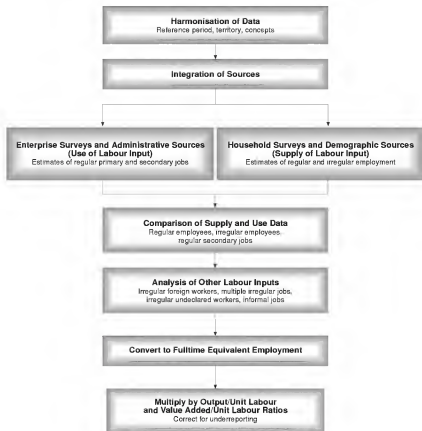 Harmonisation of Data
Reference period, territory, concepts
Integration of Sources
Enterprise Surveys and Administrative Sources
(Use of Labour Input)
Estimates of regular primary and secondary jobs
Household Surveys and Demographic Sources
(Supply of Labour Input)
Estimates of regular and irregular employment
Comparison of Supply and Use Data
Regular employees, irregular employees,
regular secondary jobs
Analysis of Other Labour Inputs
Irregular foreign workers, multiple irregular jobs,
irregular undeclared workers, informal jobs
Convert to Fulltime Equivalent Employment
Multiply by Output/Unit Labour
and Value Added/Unit Labour Ratios
Correct for underreporting